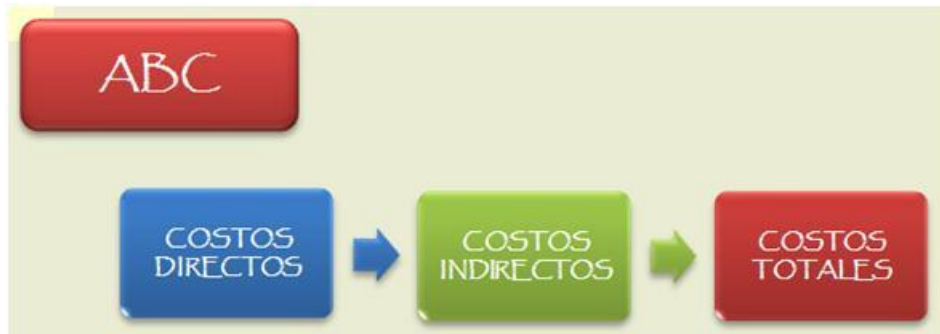 ABC
COSTOS
DIRECTOS
COSTOS
INDIRECTOS
COSTOS
TOTALES